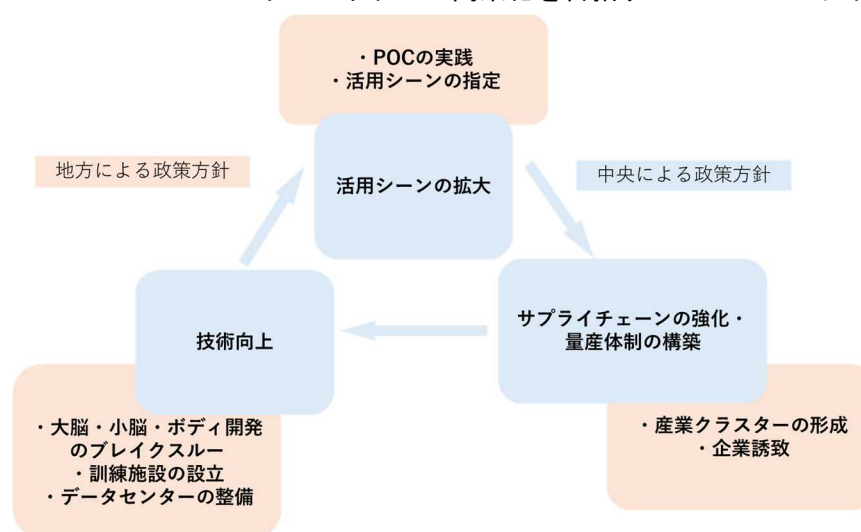 ・POCの実践
・活用シーンの指定
地方による政策方針
中央による政策方針
活用シーンの拡大
技術向上
サプライチェーンの強化・
量産体制の構築
・大脳・小脳・ボディ開発
のブレイクスルー
・訓練施設の設立
・データセンターの整備
・産業クラスターの形成
・企業誘致